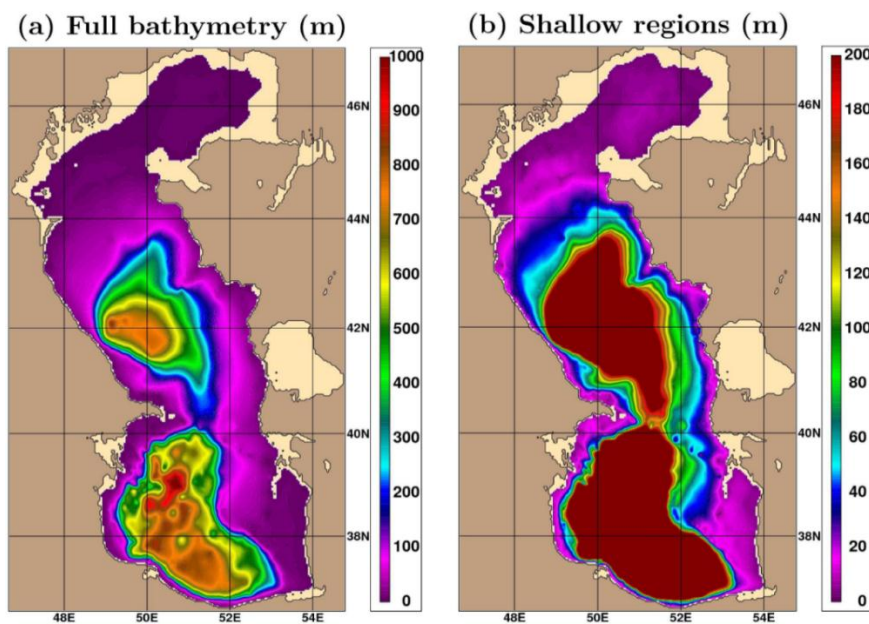 (a) Full bathymetry (m)
(b) Shallow regions (m)
1000
900
800
700
600
500
400
300
200
100
0
46N
44N
42N
40N
38N
48E
50E
52E
54E
200
180
160
140
120
100
80
60
40
20
0
46N
44N
42N
40N
38N
48E
50E
52E
54E